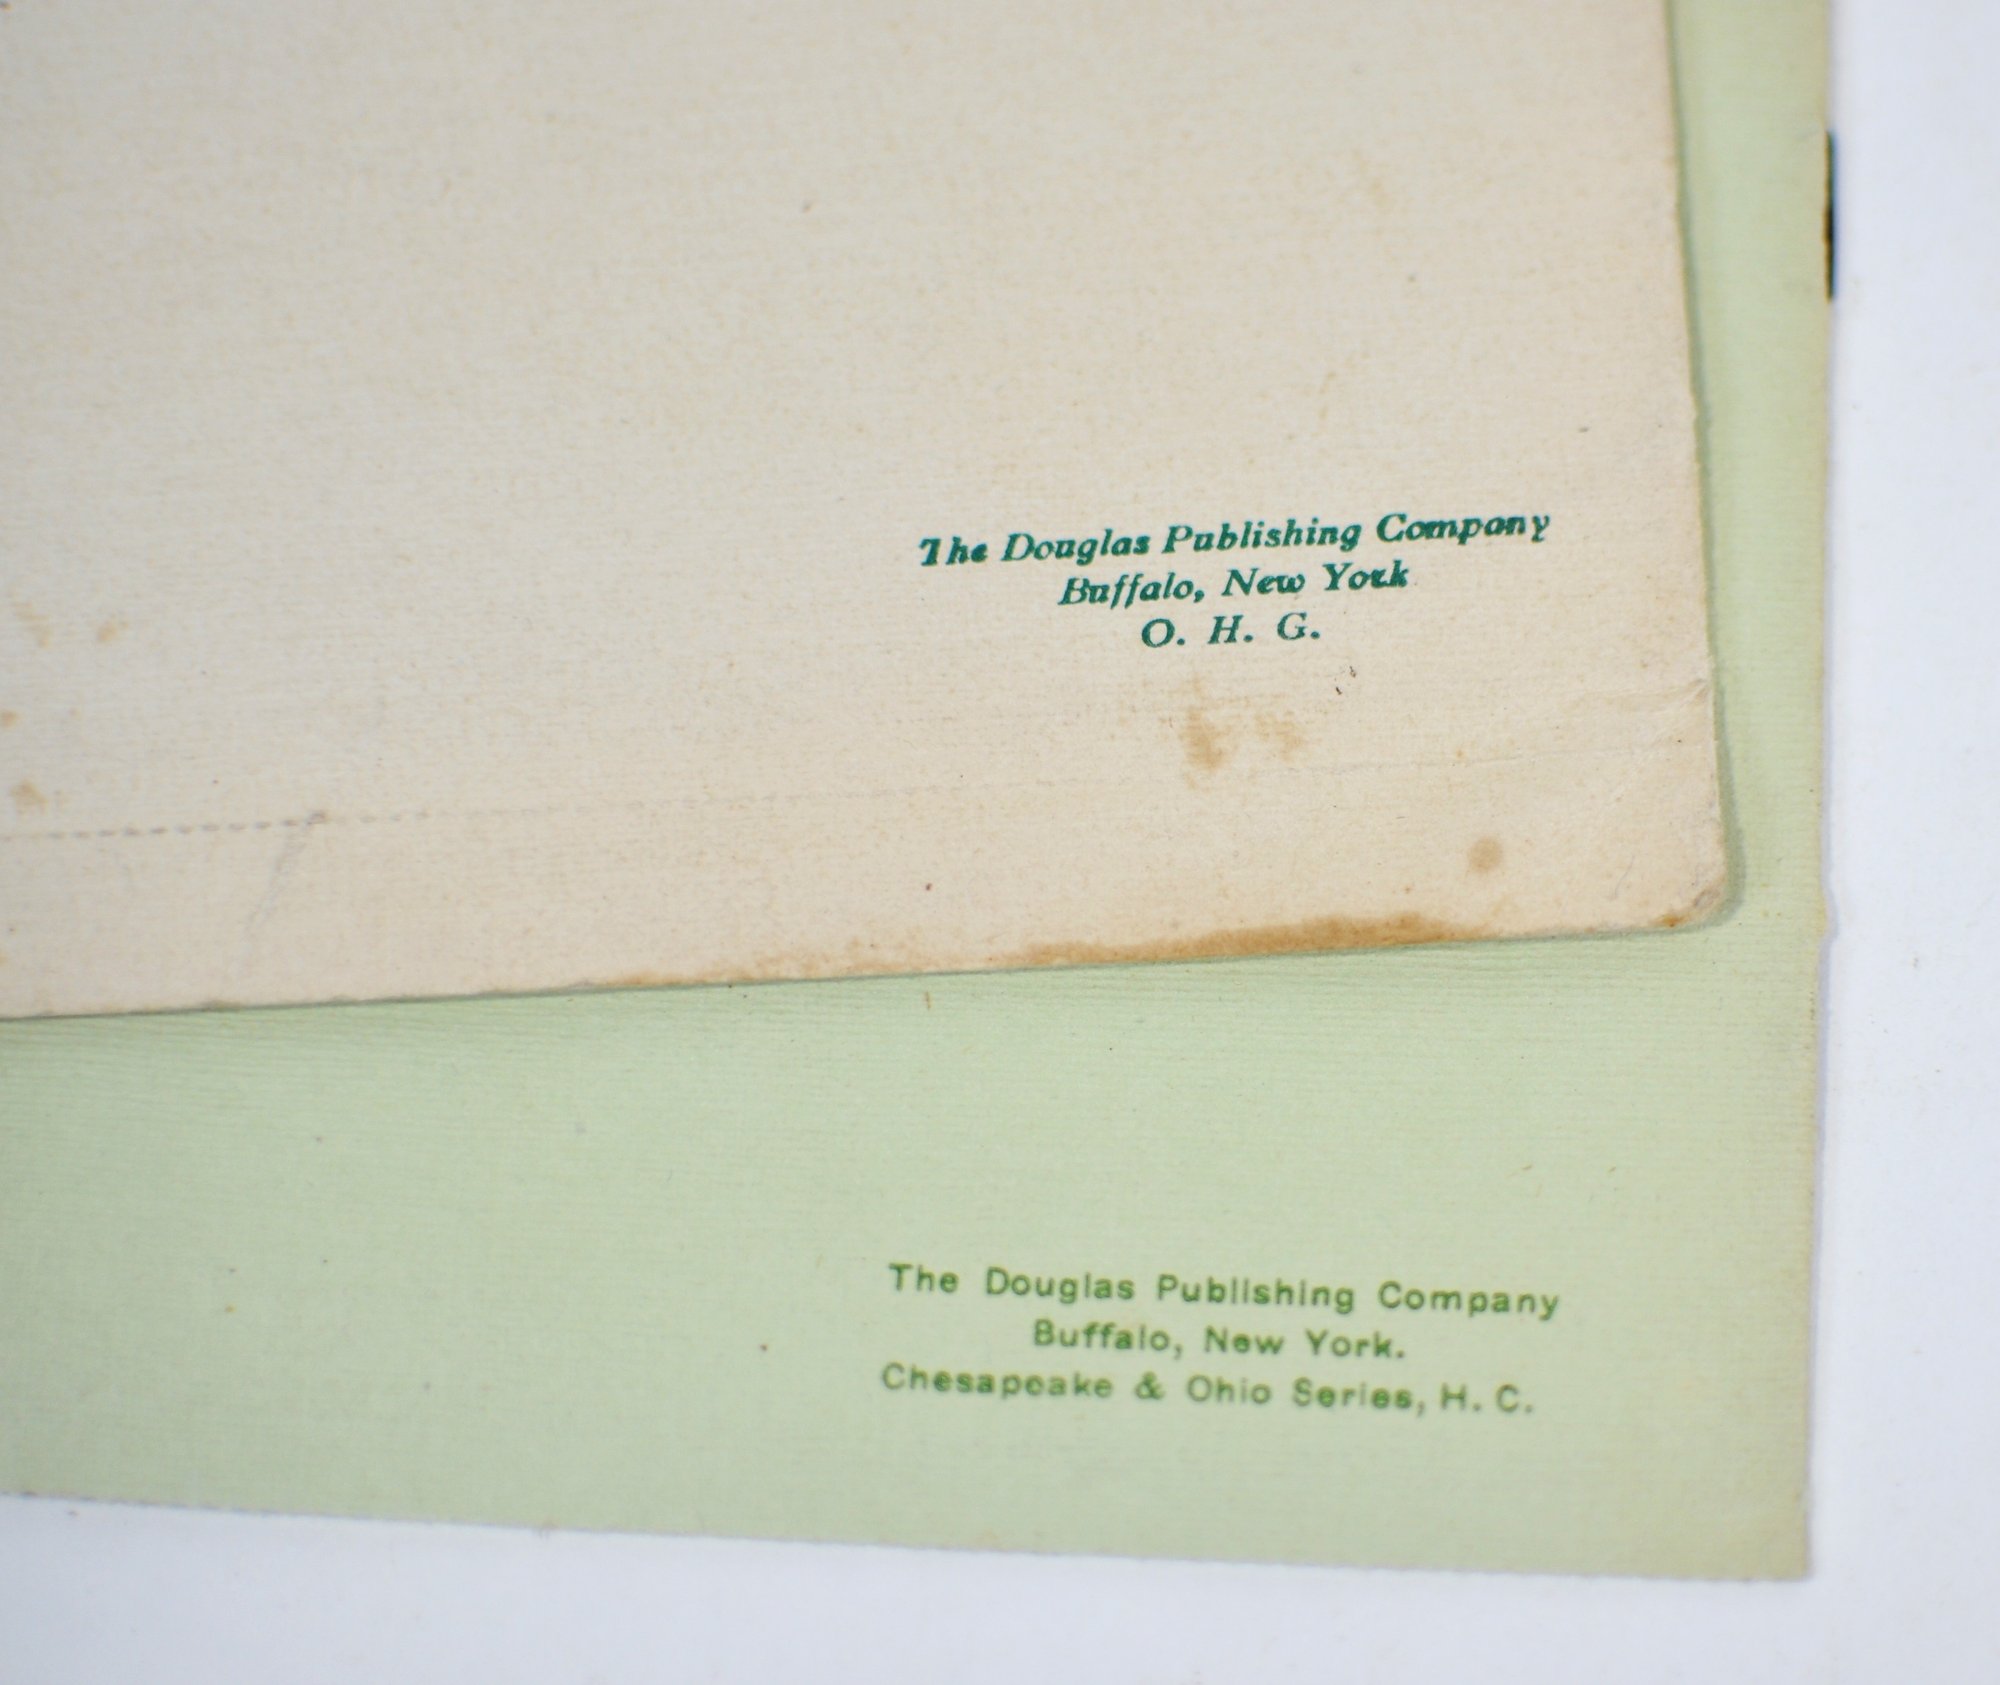 The Douglas Publishing Company
Buffalo, New York
O. H. G.
The Douglas Publishing Company
Buffalo, New York.
Chesapeake & Ohio Series, H. C.